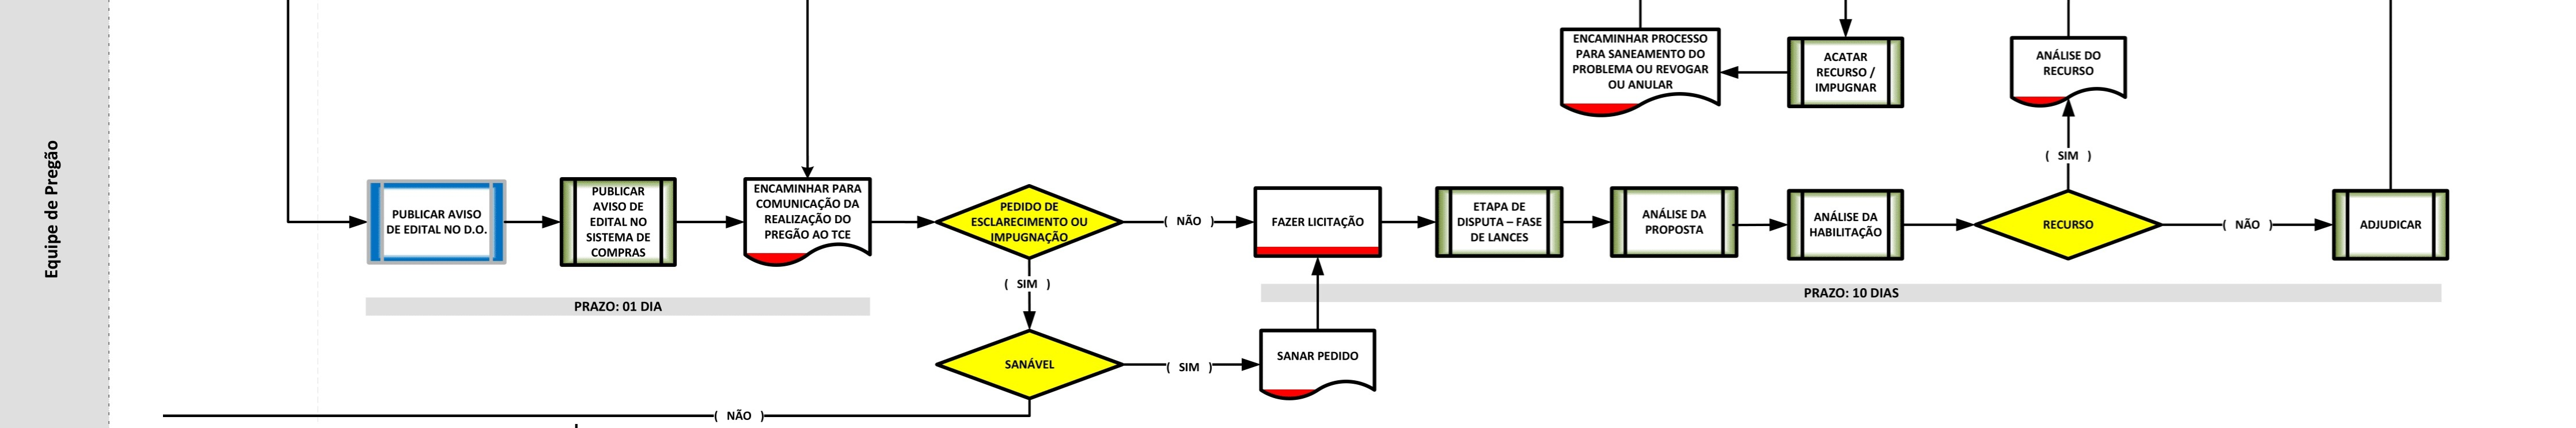 Equipe de Pregão
ENCAMINHAR PROCESSO
PARA SANEAMENTO DO
PROBLEMA OU REVOGAR
OU ANULAR
ACATAR
RECURSO /
IMPUGNAR
ANÁLISE DO
RECURSO
( SIM )
PUBLICAR AVISO
DE EDITAL NO D.O.
PUBLICAR
AVISO DE
EDITAL NO
SISTEMA DE
COMPRAS
ENCAMINHAR PARA
COMUNICAÇÃO DA
REALIZAÇÃO DO
PREGÃO AO TCE
PEDIDO DE
ESCLARECIMENTO OU
IMPUGNAÇÃO
( NÃO )
FAZER LICITAÇÃO
ETAPA DE
DISPUTA – FASE
DE LANCES
ANÁLISE DA
PROPOSTA
ANÁLISE DA
HABILITAÇÃO
RECURSO
( NÃO )
ADJUDICAR
PRAZO: 01 DIA
( SIM )
PRAZO: 10 DIAS
SANÁVEL
( SIM )
SANAR PEDIDO
( NÃO )